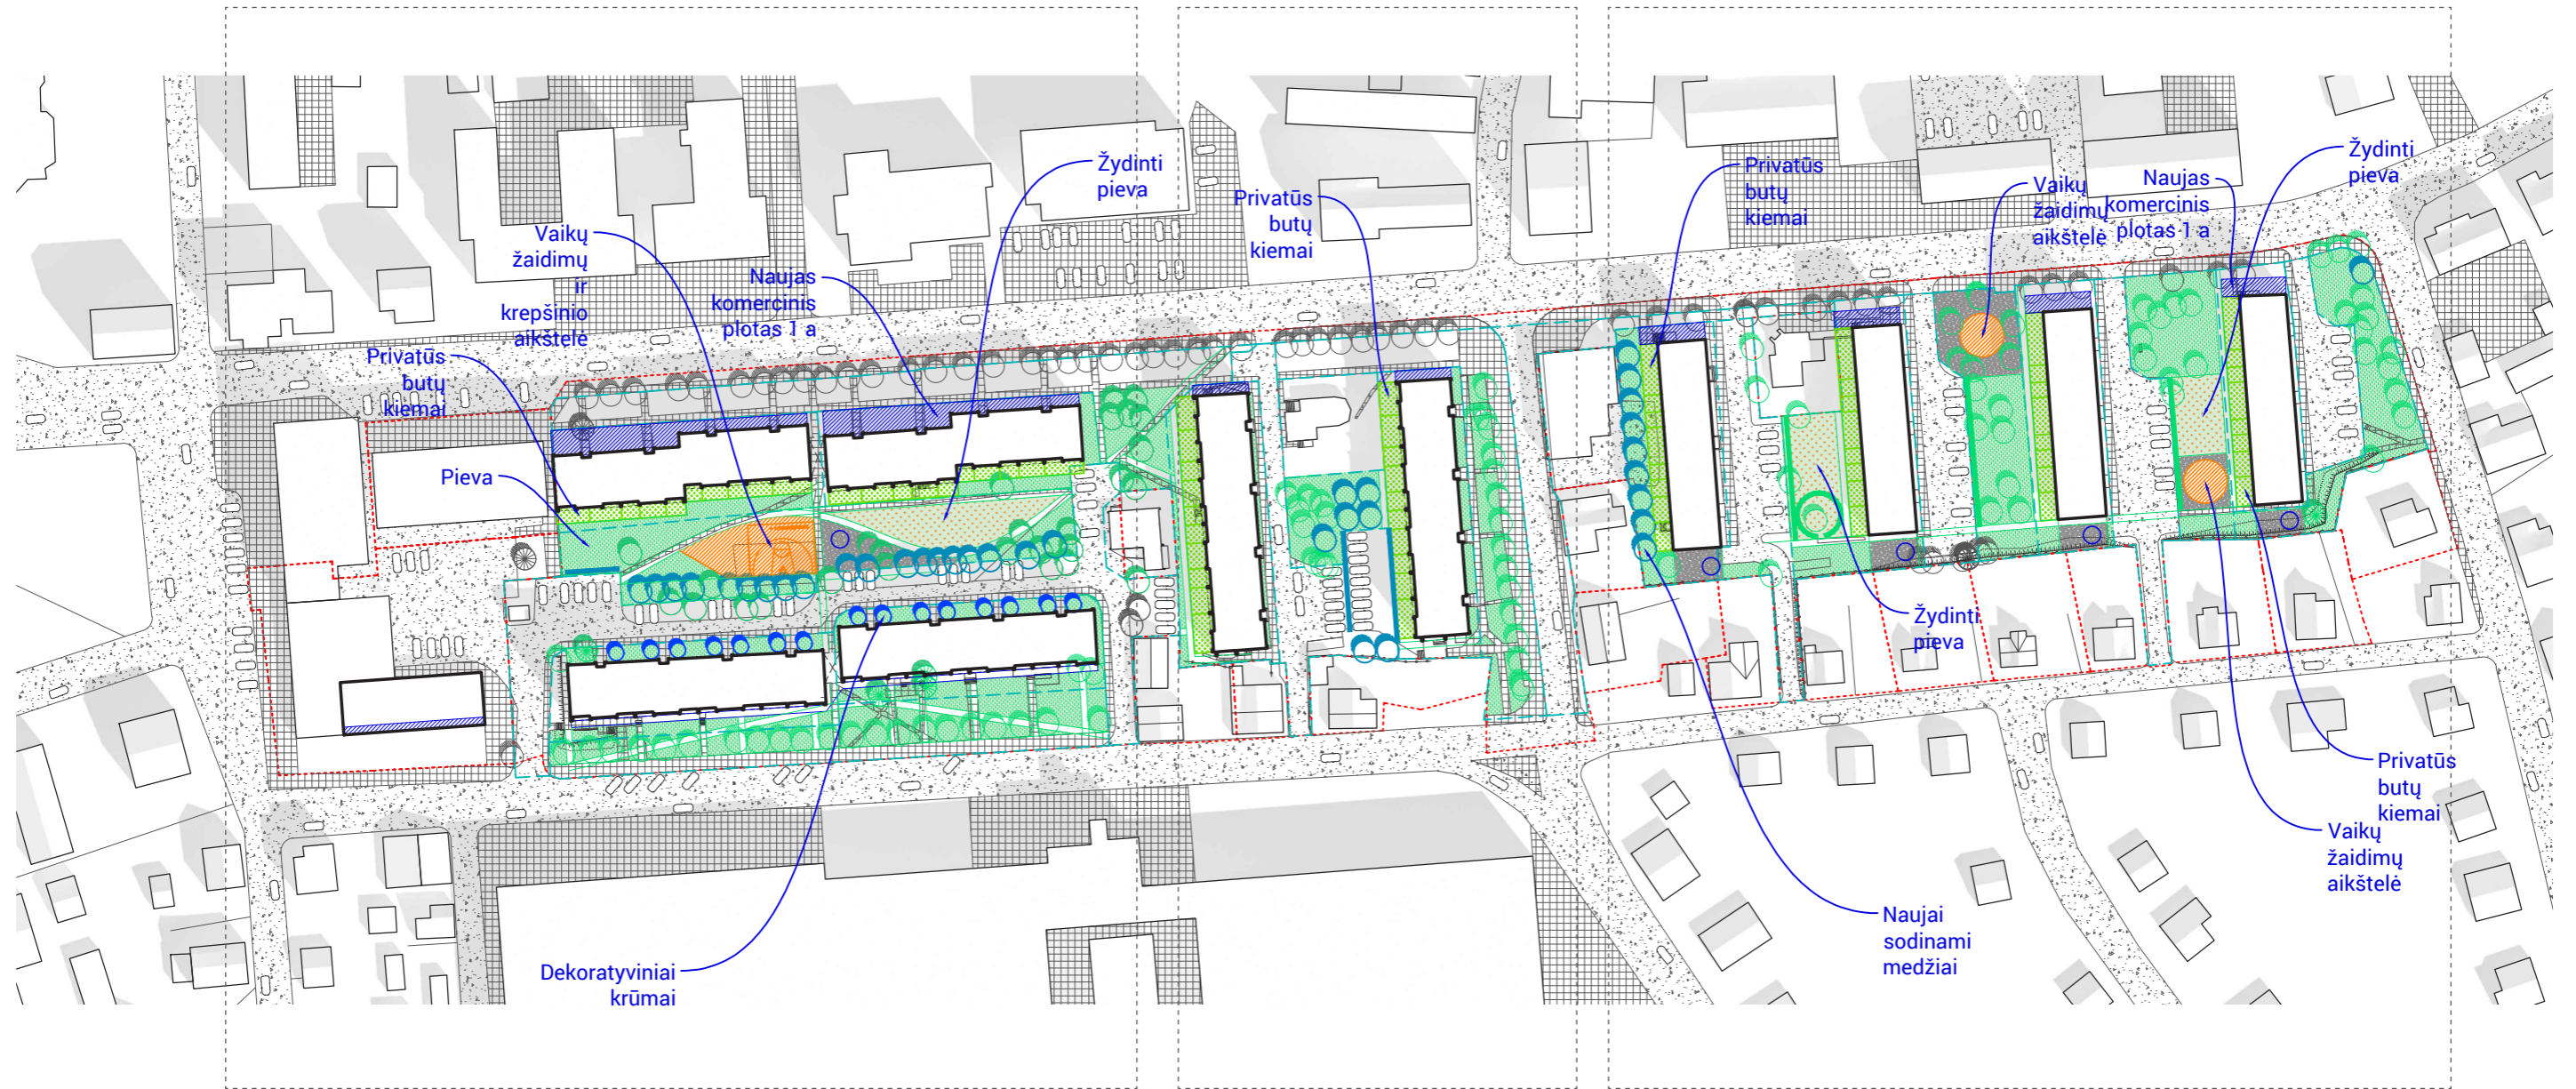 Žydinti
pieva
Vaikų
žaidimų
ir
krepšinio
aikštelė
Naujas
komercinis
plotas 1 a
Privatūs
butų
kiemai
Pieva
Privatūs
butų
kiemai
Privatūs
butų
kiemai
Vaikų
žaidimų
aikštelė
Naujas
komercinis
plotas 1 a
Žydinti
pieva
Žydinti
pieva
Privatūs
butų
kiemai
Vaikų
žaidimų
aikštelė
Naujai
sodinami
medžiai
Dekoratyviniai
krūmai